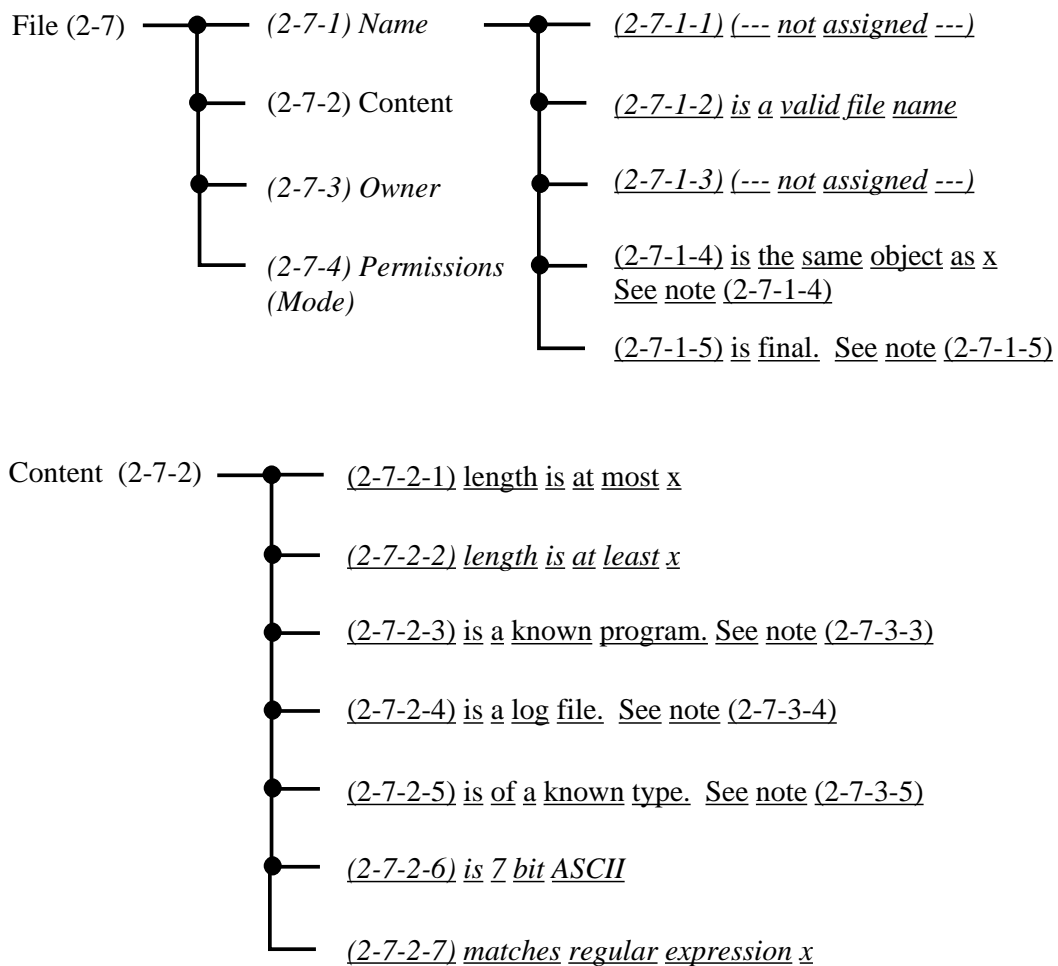 File (2-7)
(2-7-1) Name
(2-7-1-1) (--- not assigned ---)
(2-7-2) Content
(2-7-1-2) is a valid file name
(2-7-3) Owner
(2-7-1-3) (--- not assigned ---)
(2-7-4) Permissions
(Mode)
(2-7-1-4) is the same object as x
See note (2-7-1-4)
(2-7-1-5) is final. See note (2-7-1-5)
Content (2-7-2)
(2-7-2-1) length is at most x
(2-7-2-2) length is at least x
(2-7-2-3) is a known program. See note (2-7-3-3)
(2-7-2-4) is a log file. See note (2-7-3-4)
(2-7-2-5) is of a known type. See note (2-7-3-5)
(2-7-2-6) is 7 bit ASCII
(2-7-2-7) matches regular expression x